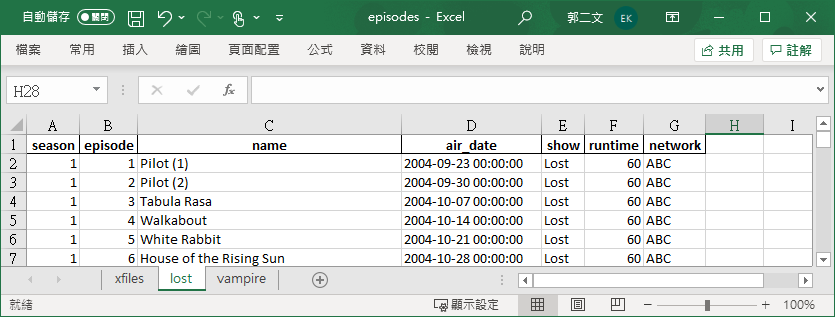 自動儲存 關閉 episodes - Excel 郭二文 EK
檔案 常用 插入 繪圖 頁面配置 公式 資料 校閱 檢視 說明 共用 註解
H28 fx
A B C D E F G H I
1 season episode name air_date show runtime network
2 1 1 Pilot (1) 2004-09-23 00:00:00 Lost 60 ABC
3 1 2 Pilot (2) 2004-09-30 00:00:00 Lost 60 ABC
4 1 3 Tabula Rasa 2004-10-07 00:00:00 Lost 60 ABC
5 1 4 Walkabout 2004-10-14 00:00:00 Lost 60 ABC
6 1 5 White Rabbit 2004-10-21 00:00:00 Lost 60 ABC
7 1 6 House of the Rising Sun 2004-10-28 00:00:00 Lost 60 ABC
xfiles lost vampire
就緒 顯示設定 100%